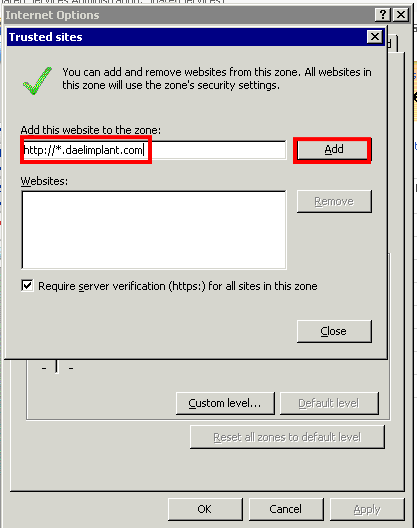 Internet Options
Trusted sites
You can add and remove websites from this zone. All websites in
this zone will use the zone's security settings.
Add this website to the zone:
http://*.daelimplant.com
Add
Websites:
Remove
Require server verification (https:) for all sites in this zone
Close
Custom level...
Default level
Reset all zones to default level
OK
Cancel
Apply